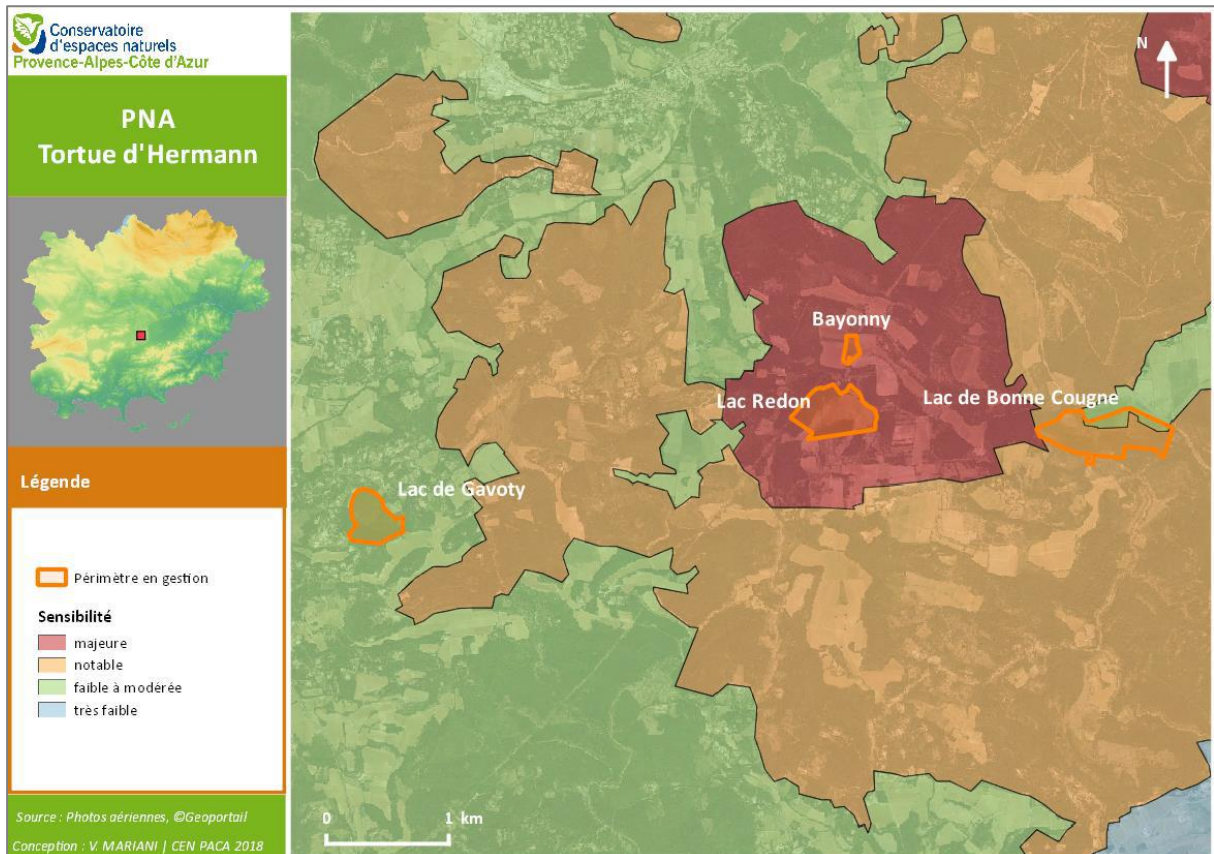 Conservatoire
d'espaces naturels
Provence-Alpes-Côte d'Azur
PNA
Tortue d'Hermann
Légende
Périmètre en gestion
Sensibilité
majeure
notable
faible à modérée
très faible
Source : Photos aériennes, ©Geoportail
Conception : V. MARIANI | CEN PACA 2018
N
Bayonny
Lac Redon
Lac de Bonne Cougne
Lac de Gavoty
0 1 km